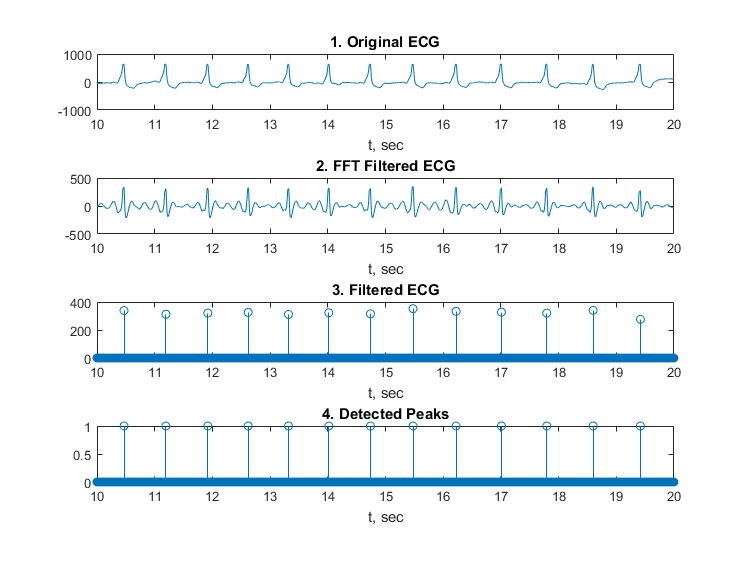 1. Original ECG
1000
0
-1000
10 11 12 13 14 15 16 17 18 19 20
t, sec
2. FFT Filtered ECG
500
0
-500
10 11 12 13 14 15 16 17 18 19 20
t, sec
3. Filtered ECG
400
200
0
10 11 12 13 14 15 16 17 18 19 20
t, sec
4. Detected Peaks
1
0.5
0
10 11 12 13 14 15 16 17 18 19 20
t, sec